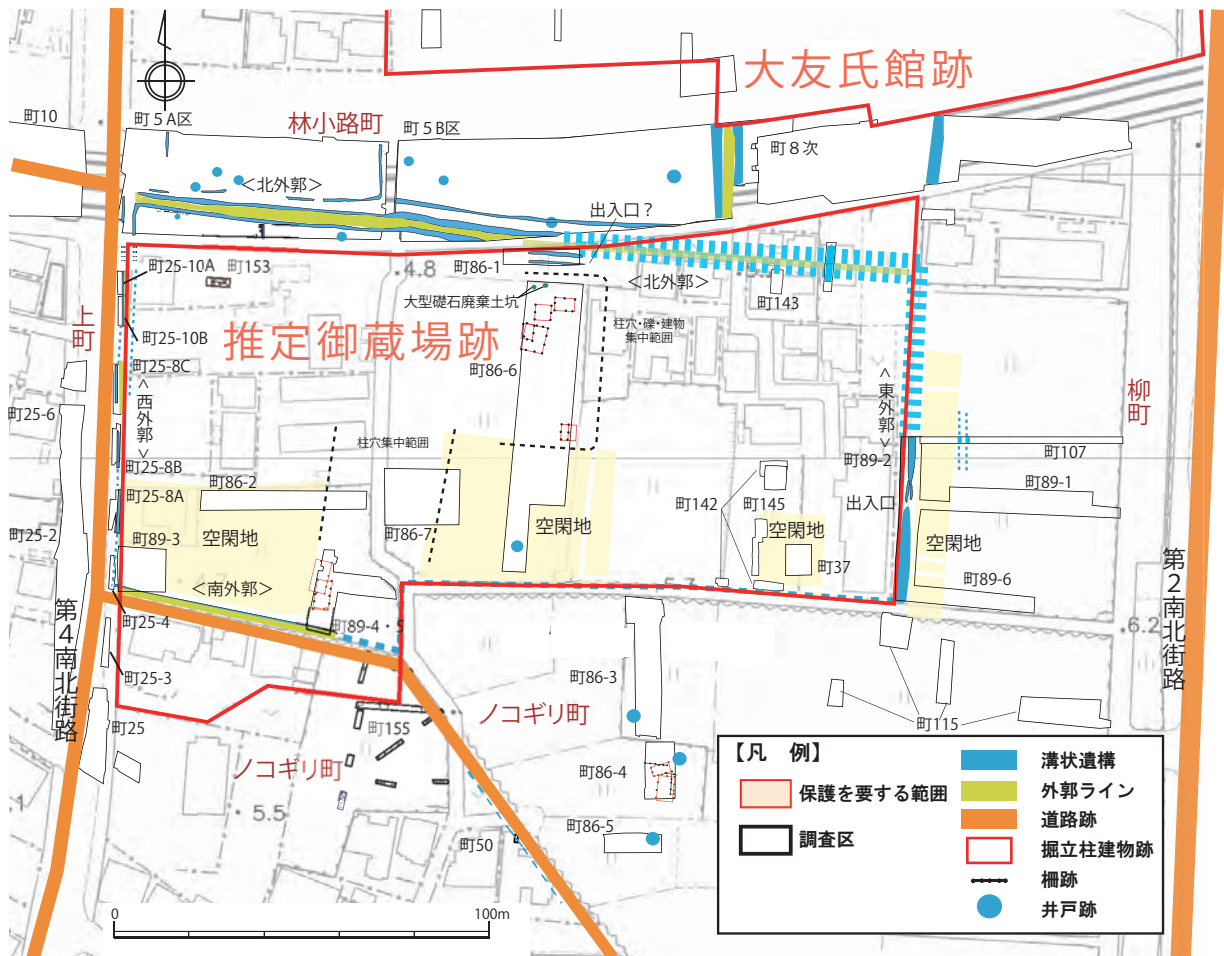 大友氏館跡
町10
町５A区
林小路町
町５B区
町８次
＜北外郭＞
出入口？
町25-10A
町153
4.8
町86-1
＜北外郭＞
大型礎石廃棄土坑
町143
上町
町25-10B
推定御蔵場跡
柱穴・礫・建物
集中範囲
町86-6
町25-8C
＜西外郭＞
＜東外郭＞
柳町
町25-6
柱穴集中範囲
町25-8B
町89-2
町107
町86-2
町25-8A
町142
町145
出入口
町89-1
町25-2
町89-3
空閑地
町86-7
空閑地
空閑地
空閑地
町37
町89-6
＜南外郭＞
第４南北街路
第２南北街路
町25-4
町89-4・5
6.2
町25-3
町86-3
町25
町155
ノコギリ町
町115
ノコギリ町
町86-4
5.5
町86-5
町50
0
100m
【凡　例】
保護を要する範囲
調査区
溝状遺構
外郭ライン
道路跡
掘立柱建物跡
柵跡
井戸跡